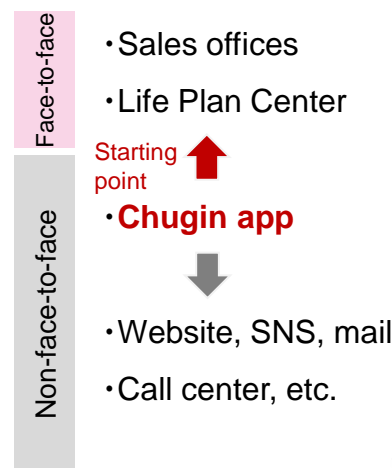 Face-to-face
・Sales offices
・Life Plan Center
Starting
point
・Chugin app
Non-face-to-face
・Website, SNS, mail
・Call center, etc.